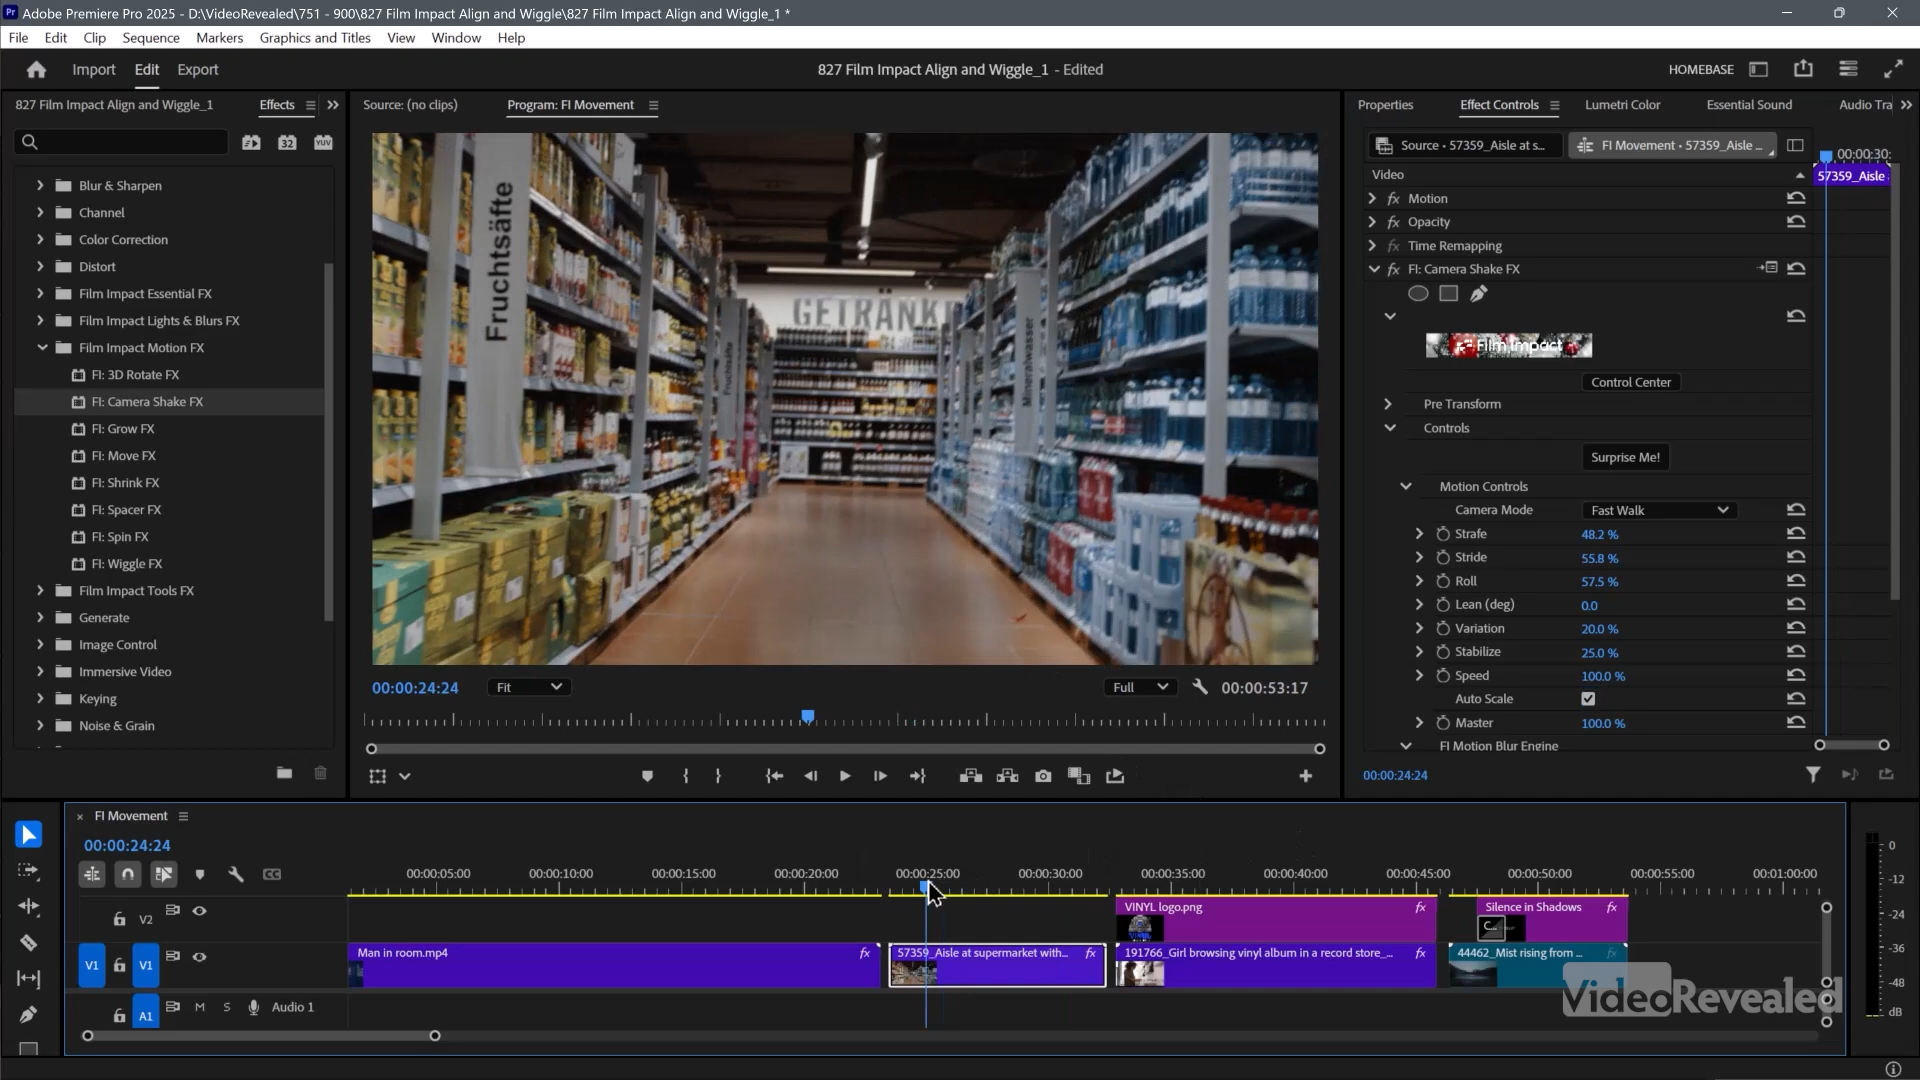 Adobe Premiere Pro 2025 - D:\VideoRevealed\751 - 900\827 Film Impact Align and Wiggle\827 Film Impact Align and Wiggle_1 *
File Edit Clip Sequence Markers Graphics and Titles View Window Help
Import Edit Export
827 Film Impact Align and Wiggle_1 - Edited
HOMEBASE
827 Film Impact Align and Wiggle_1
Effects
32
YUV
Blur & Sharpen
Channel
Color Correction
Distort
Film Impact Essential FX
Film Impact Lights & Blurs FX
Film Impact Motion FX
FI: 3D Rotate FX
FI: Camera Shake FX
FI: Grow FX
FI: Move FX
FI: Shrink FX
FI: Spacer FX
FI: Spin FX
FI: Wiggle FX
Film Impact Tools FX
Generate
Image Control
Immersive Video
Keying
Noise & Grain
Source: (no clips)
Program: FI Movement
Fruchtsäfte
GETRÄNK
Fruchtsäfte
Mineralwasser
00:00:24:24
Fit
Full
00:00:53:17
Properties
Effect Controls
Lumetri Color
Essential Sound
Audio Tra
Source • 57359_Aisle at s...
FI Movement • 57359_Aisle ...
00:00:30:
Video
57359_Aisle
fx Motion
fx Opacity
fx Time Remapping
fx FI: Camera Shake FX
Film Impact
Control Center
Pre Transform
Controls
Surprise Me!
Motion Controls
Camera Mode Fast Walk
Strafe 48.2 %
Stride 55.8 %
Roll 57.5 %
Lean (deg) 0.0
Variation 20.0 %
Stabilize 25.0 %
Speed 100.0 %
Auto Scale
Master 100.0 %
FI Motion Blur Engine
00:00:24:24
FI Movement
00:00:24:24
CC
00:00:05:00
00:00:10:00
00:00:15:00
00:00:20:00
00:00:25:00
00:00:30:00
00:00:35:00
00:00:40:00
00:00:45:00
00:00:50:00
00:00:55:00
00:01:00:00
V2
VINYL logo.png fx
Silence in Shadows fx
V1 V1
Man in room.mp4 fx
57359_Aisle at supermarket with... fx
191766_Girl browsing vinyl album in a record store_... fx
44462_Mist rising from ... fx
A1
M S Audio 1
VideoRevealed
0
-12
-24
-36
-48
dB